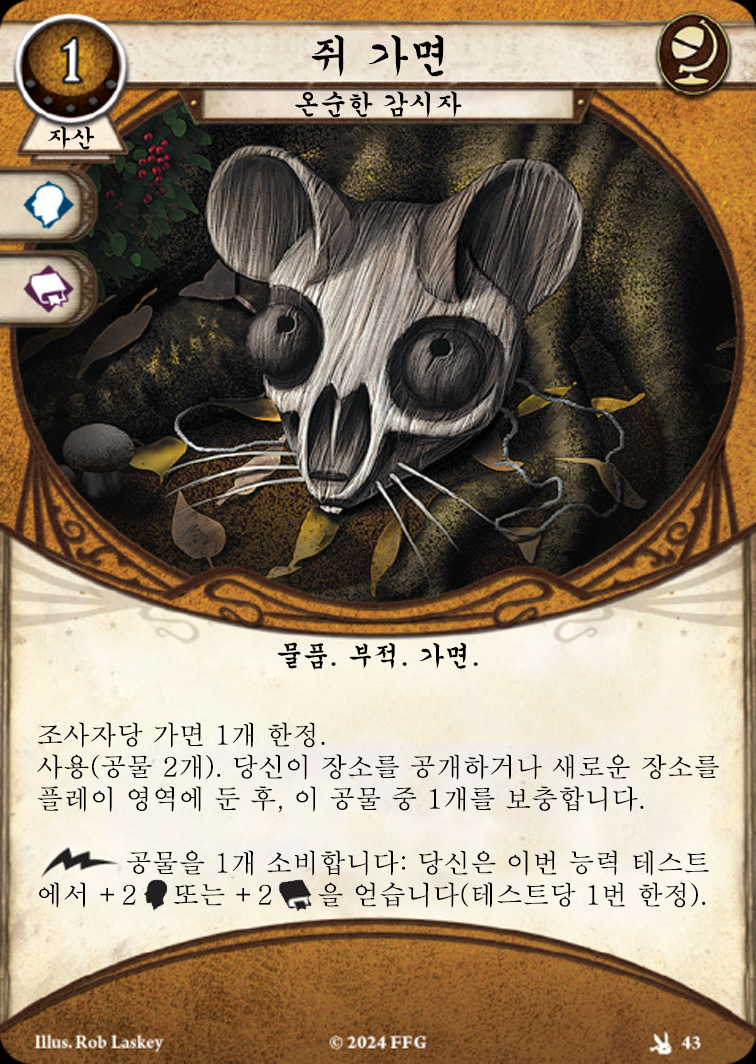 1
쥐 가면
온순한 감시자
자산
물품. 부적. 가면.
조사자당 가면 1개 한정.
사용(공물 2개). 당신이 장소를 공개하거나 새로운 장소를
플레이 영역에 둔 후, 이 공물 중 1개를 보충합니다.
공물을 1개 소비합니다: 당신은 이번 능력 테스트
에서 +2 또는 +2 을 얻습니다(테스트당 1번 한정).
Illus. Rob Laskey
© 2024 FFG
43